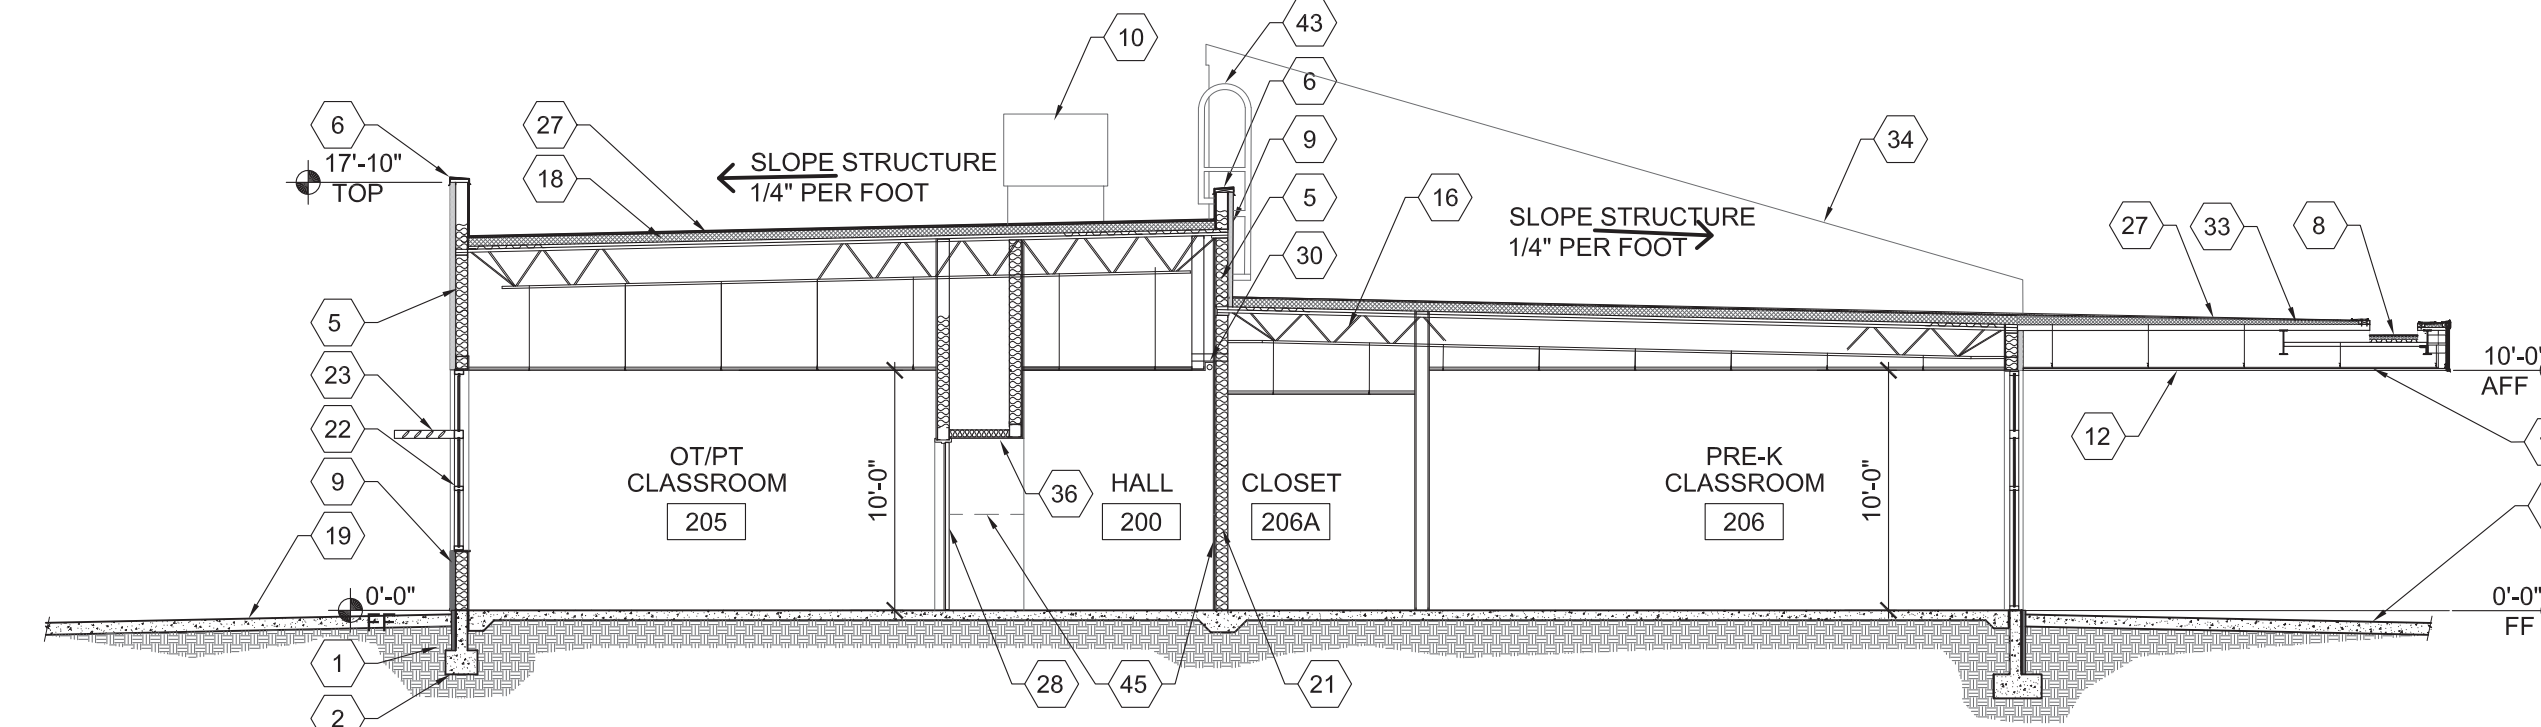 43
10
6
6
27
9
34
17'-10"
TOP
SLOPE STRUCTURE
1/4" PER FOOT
18
5
16
SLOPE STRUCTURE
1/4" PER FOOT
27
33
8
30
5
23
10'-0"
AFF
22
12
OT/PT
CLASSROOM
205
10'-0"
36
HALL
200
CLOSET
206A
PRE-K
CLASSROOM
206
10'-0"
9
19
0'-0"
FF
0'-0"
FF
1
28
45
21
2